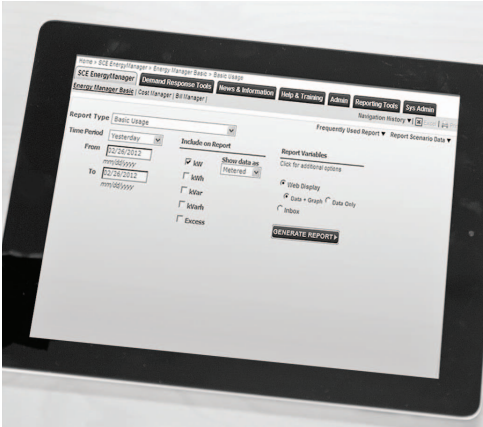 Home > SCE EnergyManager > Energy Manager Basic > Basic Usage
SCE EnergyManager Demand Response Tools News & Information Help & Training Admin Reporting Tools Sys Admin
Energy Manager Basic | Cost Manager | Bill Manager |
Navigation History
Frequently Used Report Report Scenario Data
Report Type Basic Usage
Time Period Yesterday
Include on Report
Report Variables
From 02/26/2012
mm/dd/yyyy
kW
Show data as
Click for additional options
To 02/26/2012
mm/dd/yyyy
kWh
Metered
Web Display
kVar
Data + Graph Data Only
kVarh
Inbox
Excess
GENERATE REPORT